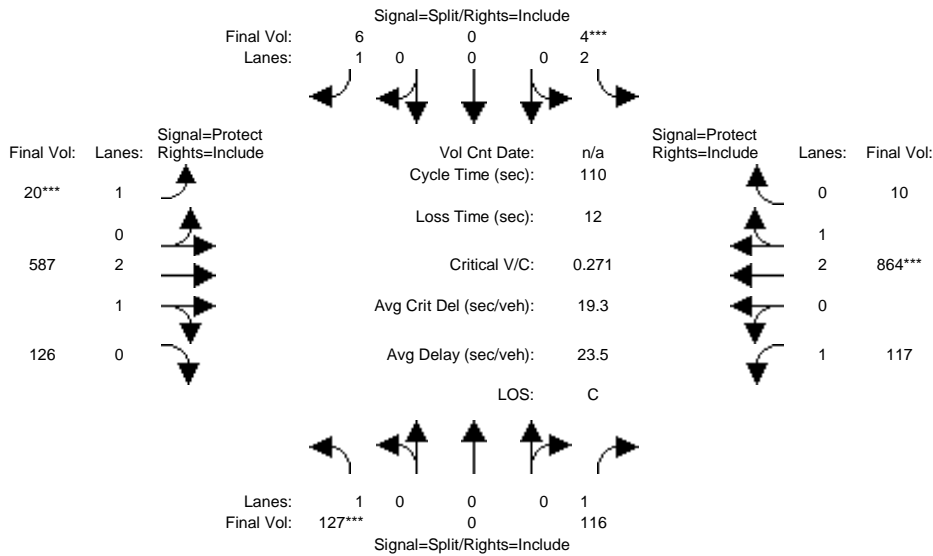 Signal=Split/Rights=Include
Final Vol: 6 0 4***
Lanes: 1 0 0 0 2
Signal=Protect
Final Vol: Lanes: Rights=Include
Vol Cnt Date: n/a
Signal=Protect
Rights=Include Lanes: Final Vol:
Cycle Time (sec): 110
20*** 1
0 10
Loss Time (sec): 12
0
1
587 2
Critical V/C: 0.271
2 864***
1
Avg Crit Del (sec/veh): 19.3
0
126 0
Avg Delay (sec/veh): 23.5
1 117
LOS: C
Lanes: 1 0 0 0 1
Final Vol: 127*** 0 116
Signal=Split/Rights=Include